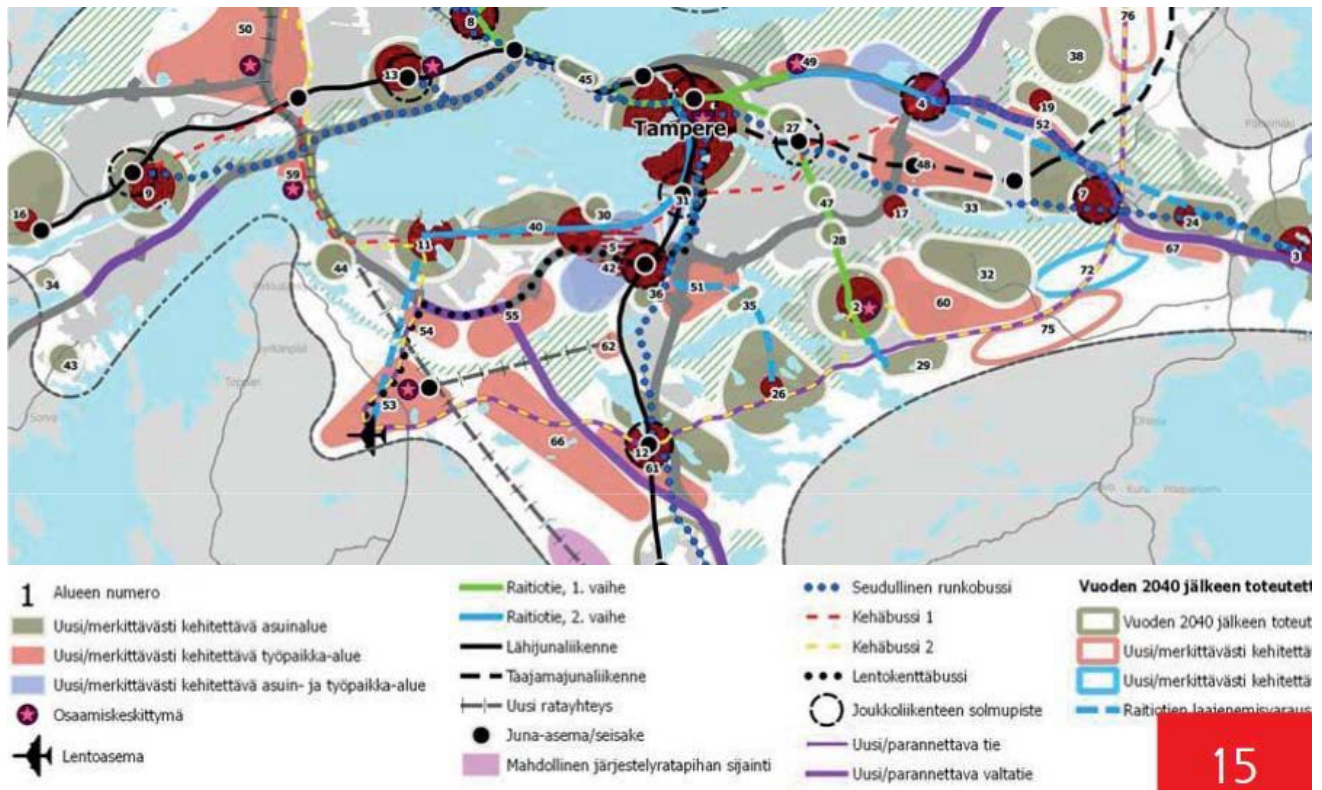 50
8
76
38
13
45
49
Tampere
4
19
52
27
48
59
9
16
31
7
47
30
33
17
24
11
40
5
28
67
3
44
42
32
72
34
36
51
35
2
60
54
55
75
62
43
29
53
26
66
12
61
1 Alueen numero
Uusi/merkittävästi kehitettävä asuinalue
Uusi/merkittävästi kehitettävä työpaikka-alue
Uusi/merkittävästi kehitettävä asuin- ja työpaikka-alue
Osaamiskeskittymä
Lentoasema
Raitiotie, 1. vaihe
Raitiotie, 2. vaihe
Lähijunaliikenne
Taajamajunaliikenne
Uusi ratayhteys
Juna-asema/seisake
Mahdollinen järjestelyratapihan sijainti
Seudullinen runkobussi
Kehäbussi 1
Kehäbussi 2
Lentokenttäbussi
Joukkoliikenteen solmupiste
Uusi/parannettava tie
Uusi/parannettava valtatie
Vuoden 2040 jälkeen toteutett
Vuoden 2040 jälkeen toteut
Uusi/merkittävästi kehitettä
Uusi/merkittävästi kehitettä
Raitiotien laajenemisvaraus
15